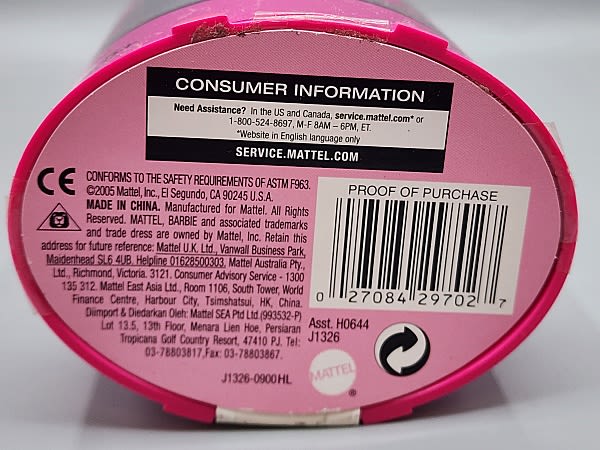 CONSUMER INFORMATION
Need Assistance? In the US and Canada, service.mattel.com* or
1-800-524-8697, M-F 8AM – 6PM, ET.
*Website in English language only
SERVICE.MATTEL.COM
CE
CONFORMS TO THE SAFETY REQUIREMENTS OF ASTM F963.
©2005 Mattel, Inc., El Segundo, CA 90245 U.S.A.
MADE IN CHINA. Manufactured for Mattel. All Rights
Reserved. MATTEL, BARBIE and associated trademarks
and trade dress are owned by Mattel, Inc. Retain this
address for future reference: Mattel U.K. Ltd., Vanwall Business Park,
Maidenhead SL6 4UB. Helpline 01628500303. Mattel Australia Pty.,
Ltd., Richmond, Victoria. 3121. Consumer Advisory Service - 1300
135 312. Mattel East Asia Ltd., Room 1106, South Tower, World
Finance Centre, Harbour City, Tsimshatsui, HK, China.
Diimport & Diedarkan Oleh: Mattel SEA Ptd Ltd.(993532-P)
Lot 13.5, 13th Floor, Menara Lien Hoe, Persiaran
Tropicana Golf Country Resort, 47410 PJ. Tel:
03-78803817,Fax: 03-78803867.
J1326-0900HL
PROOF OF PURCHASE
0 27084 29702 7
Asst. H0644
J1326
MATTEL
®